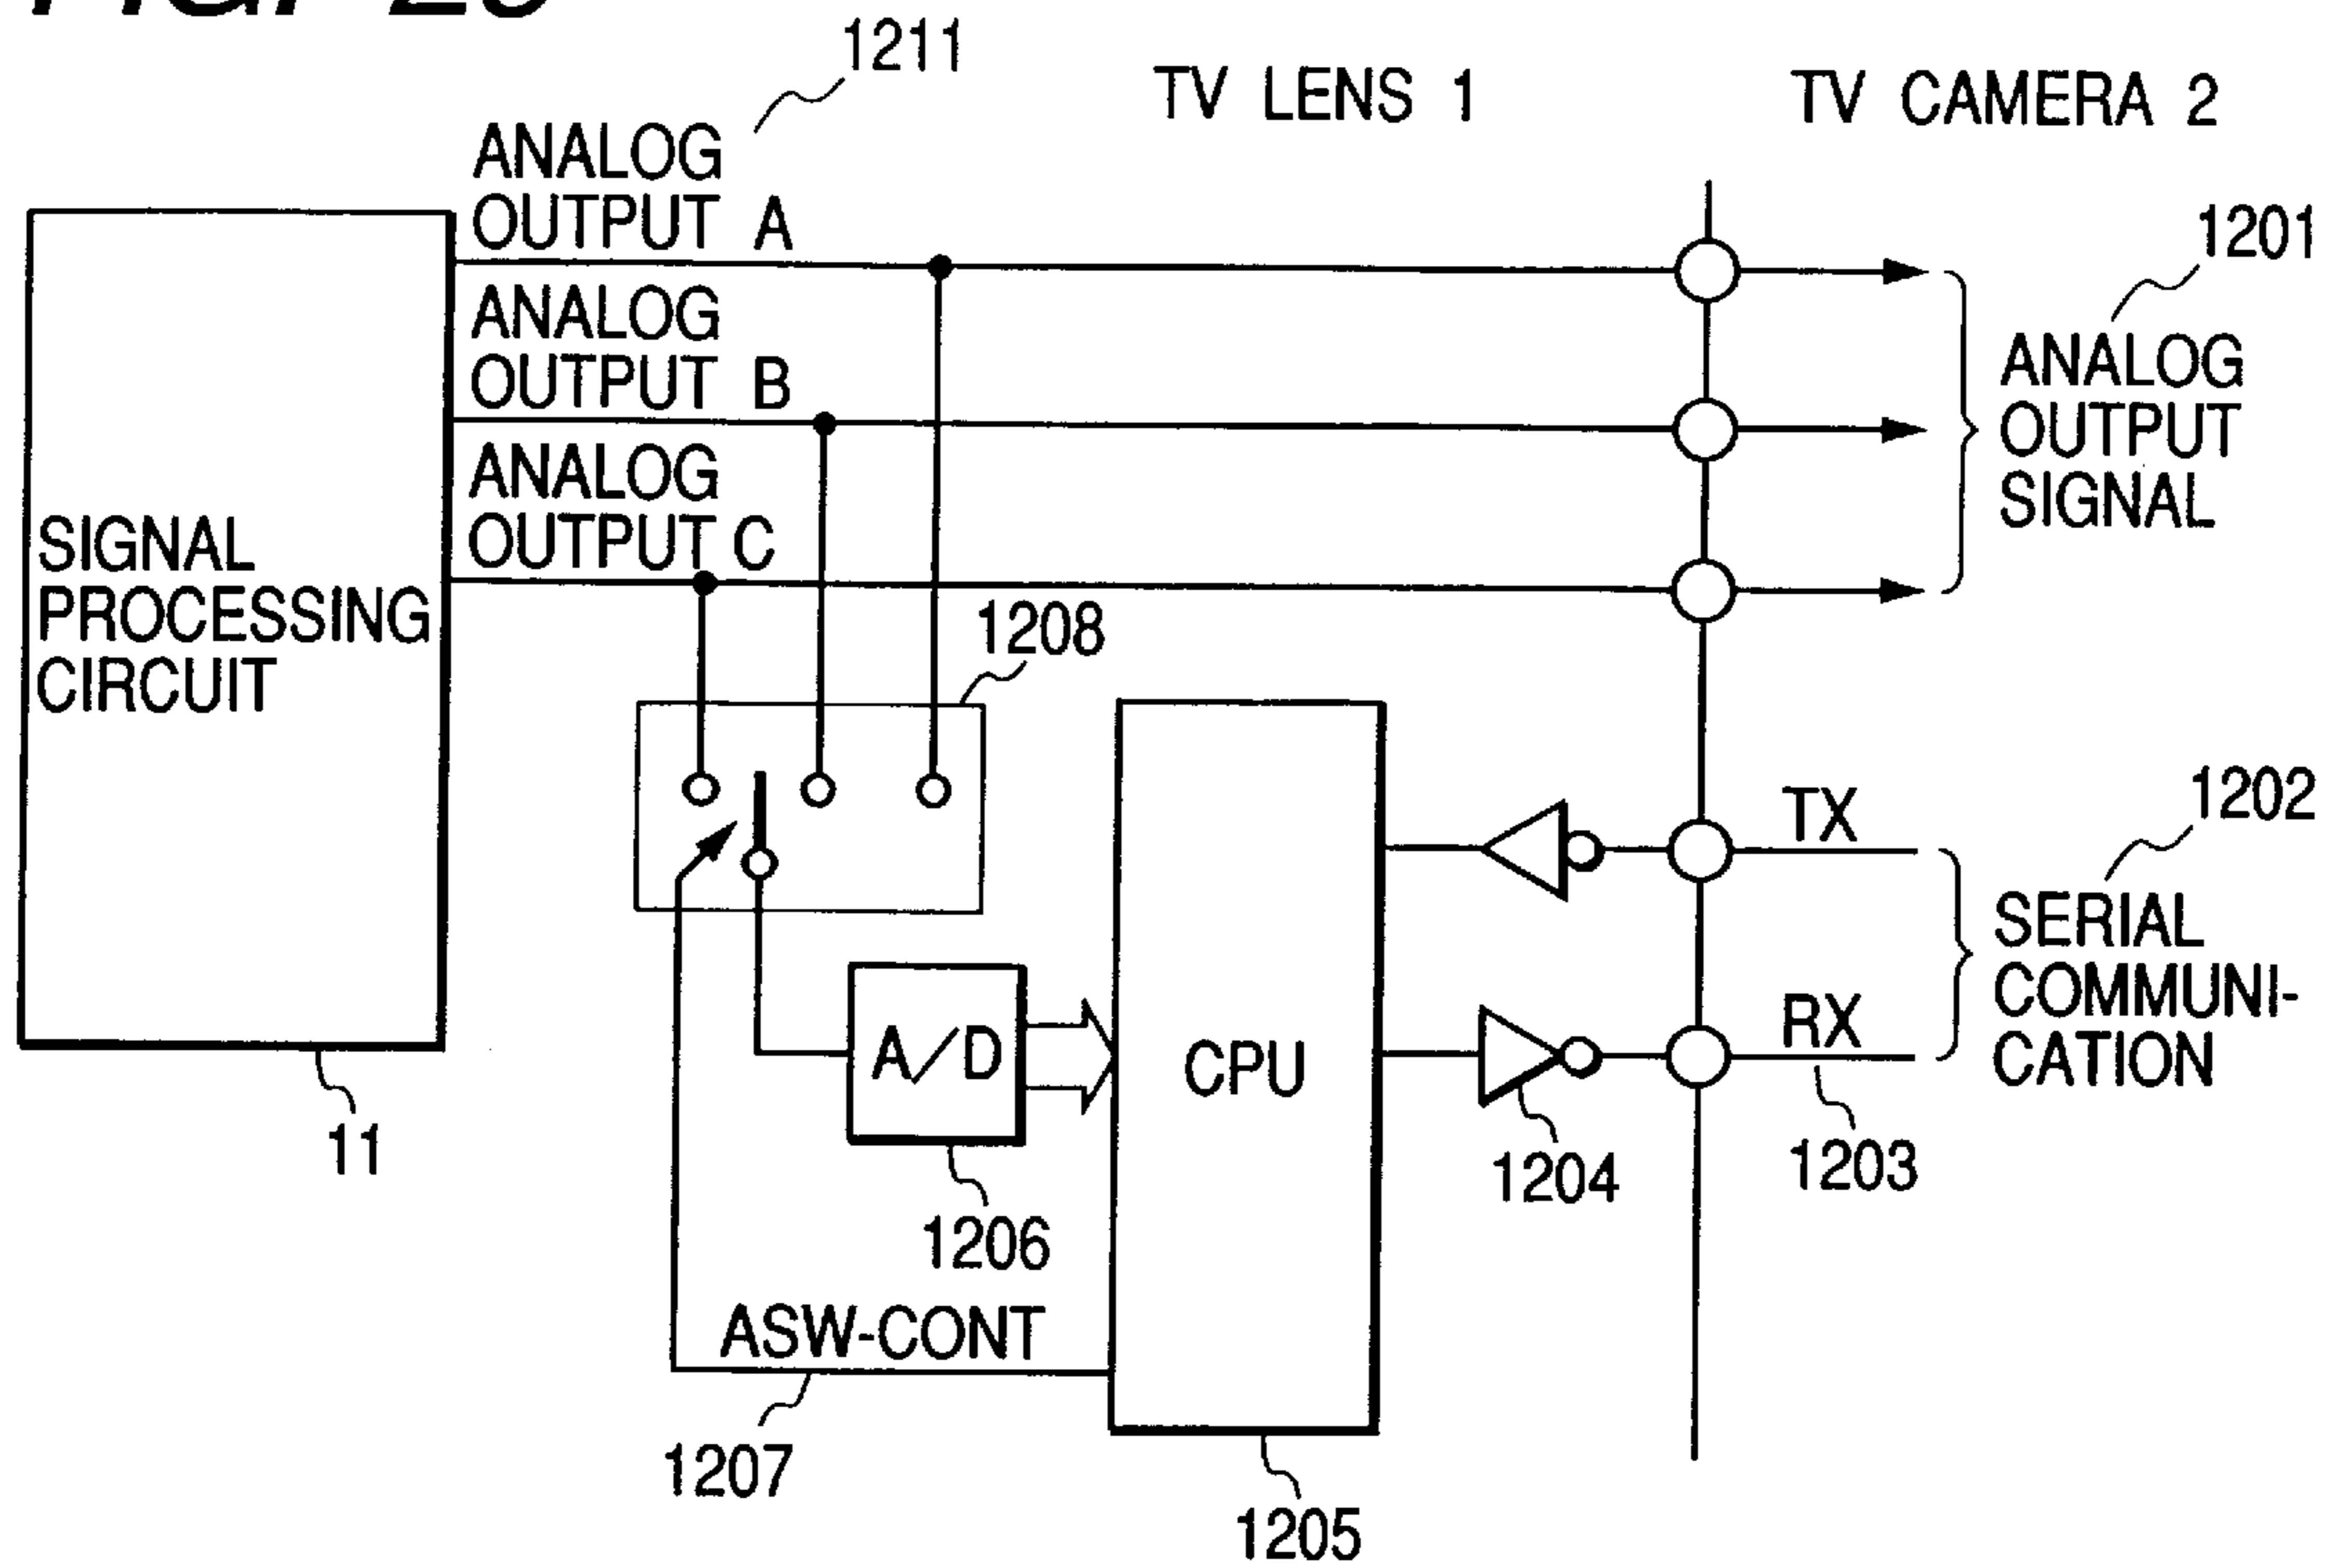 1211
TV LENS 1
TV CAMERA 2
ANALOG
OUTPUT A
1201
ANALOG
OUTPUT B
ANALOG
OUTPUT
SIGNAL
ANALOG
OUTPUT C
SIGNAL
PROCESSING
CIRCUIT
1208
TX
1202
SERIAL
COMMUNI-
CATION
RX
A/D
CPU
11
1204
1203
1206
ASW-CONT
1207
1205